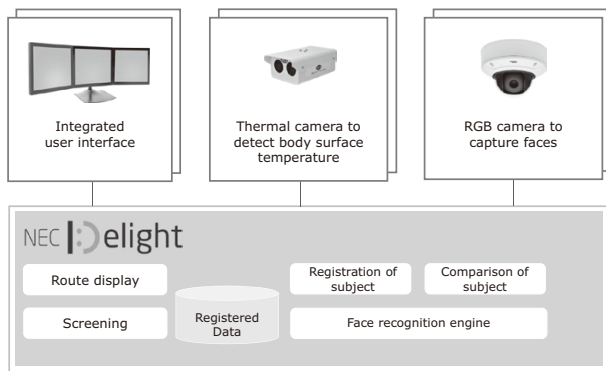 Integrated
user interface
Thermal camera to
detect body surface
temperature
RGB camera to
capture faces
NEC I:Delight
Route display
Registration of
subject
Comparison of
subject
Screening
Registered
Data
Face recognition engine